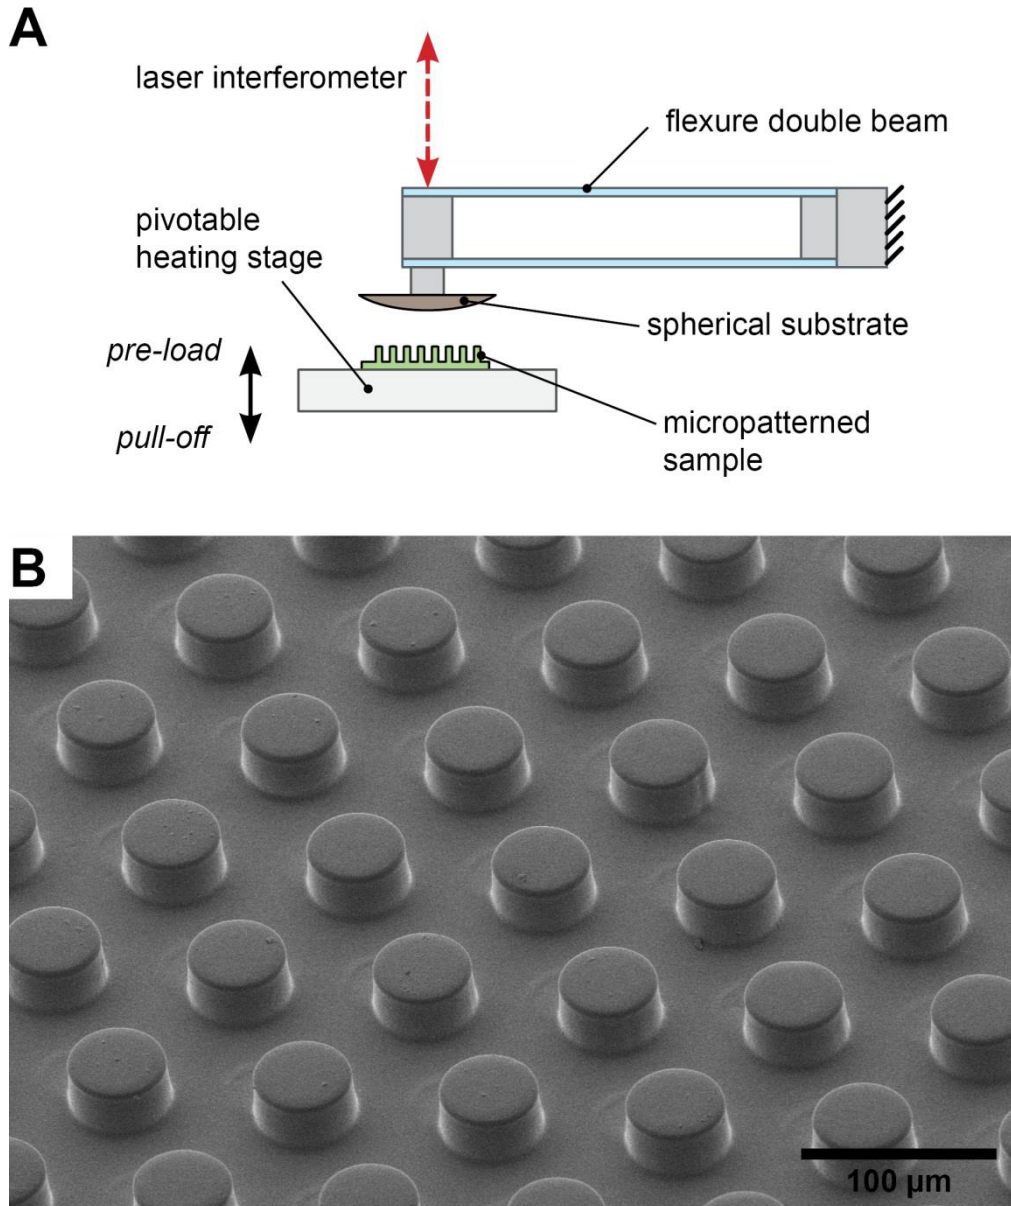 A
laser interferometer
flexure double beam
pivotable
heating stage
spherical substrate
pre-load
pull-off
micropatterned
sample
B
100 µm